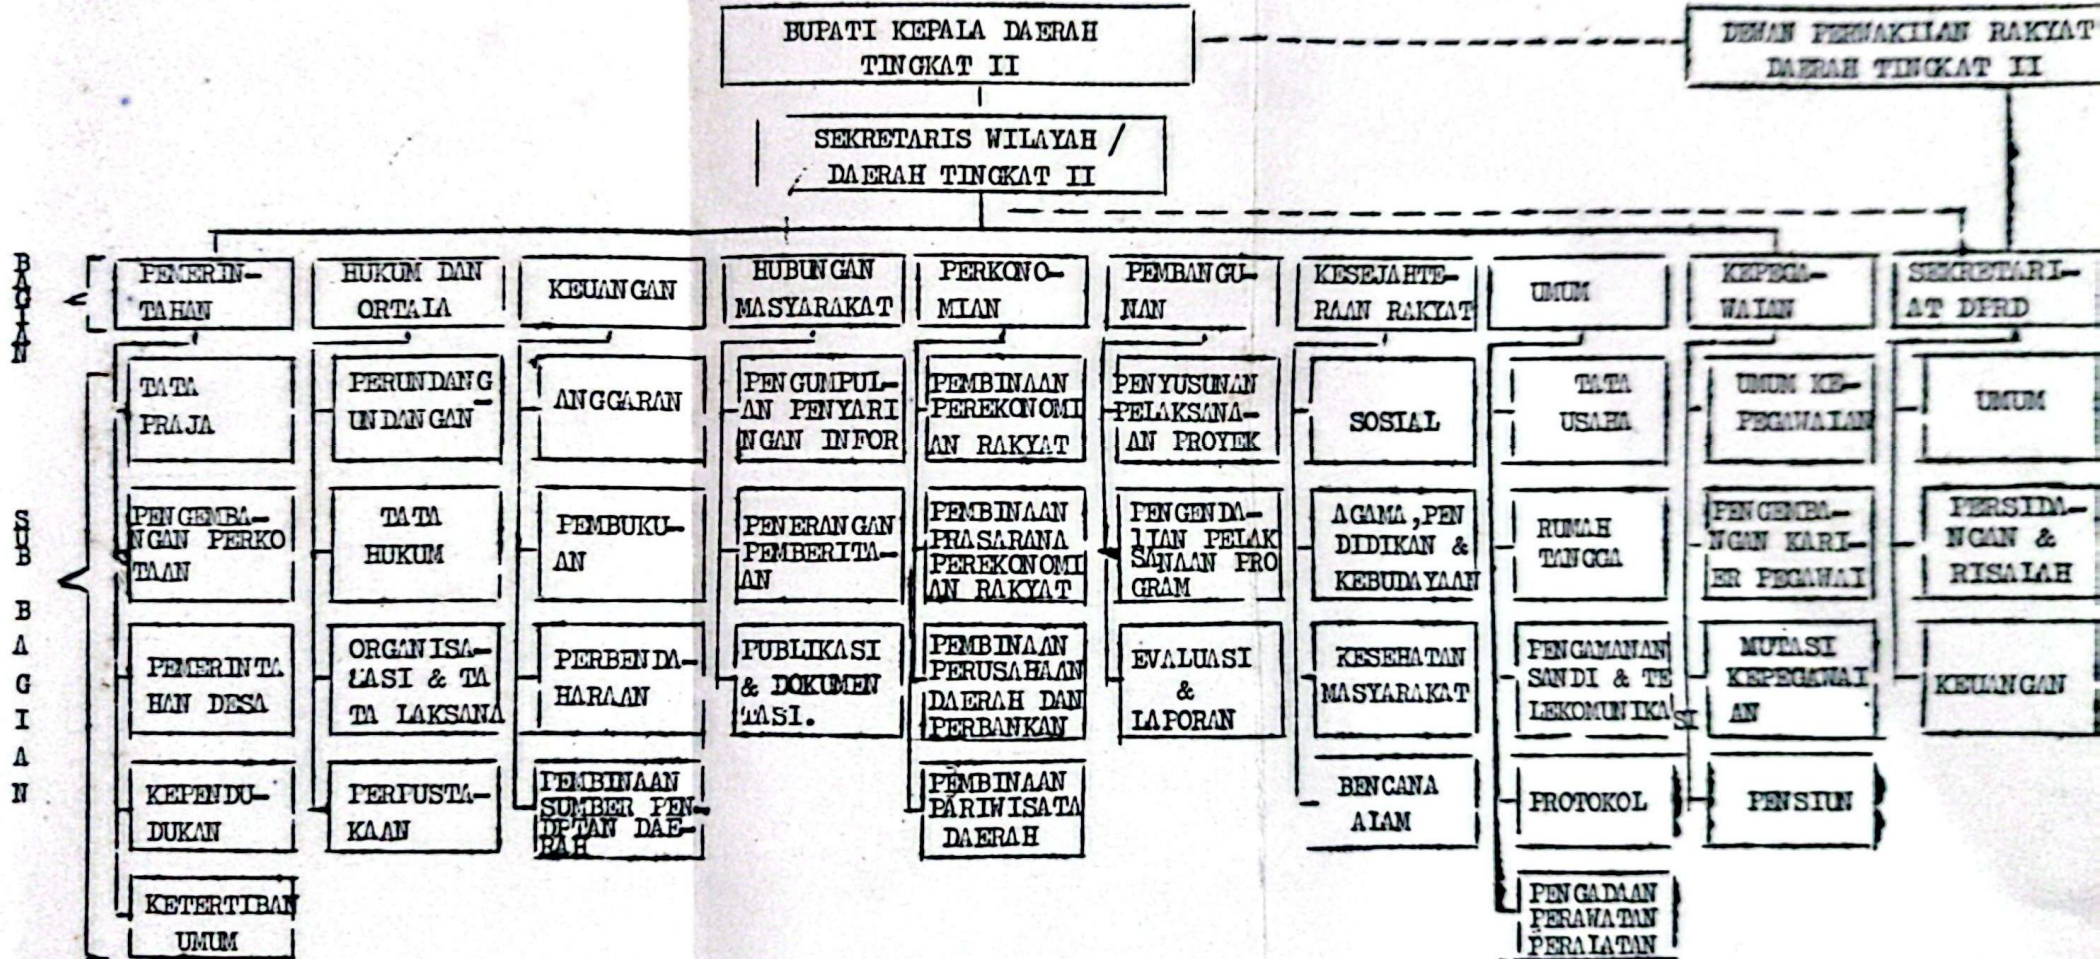 BUPATI KEPALA DAERAH
TINGKAT II
DEWAN PERWAKILAN RAKYAT
DAERAH TINGKAT II
SEKRETARIS WILAYAH /
DAERAH TINGKAT II
BAGIAN
PEMERIN-
TAHAN
HUKUM DAN
ORTALA
KEUANGAN
HUBUNGAN
MASYARAKAT
PERKONO-
MIAN
PEMBANGU-
NAN
KESEJAHTE-
RAAN RAKYAT
UMUM
KEPEGA-
WAIAN
SEKRETARI-
AT DPRD
SUB BAGIAN
TATA
PRAJA
PENGEMBA-
NGAN PERKO
TAAN
PEMERINTA
HAN DESA
KEPENDU-
DUKAN
KETERTIBAN
UMUM
PERUNDANG
UNDANGAN
TATA
HUKUM
ORGANISA-
SASI & TA
TA LAKSANA
PERPUSTA-
KAAN
ANGGARAN
PEMBUKU-
AN
PERBENDA-
HARAAN
PEMBINAAN
SUMBER PEN-
DPTAN DAE-
RAH
PENGUMPUL-
AN PENYARI
NGAN INFOR
PENERANGAN
PEMBERITA-
AN
PUBLIKASI
& DOKUMEN
TASI.
PEMBINAAN
PEREKONOMI
AN RAKYAT
PEMBINAAN
PRASARANA
PEREKONOMI
AN RAKYAT
PEMBINAAN
PERUSAHAAN
DAERAH DAN
PERBANKAN
PEMBINAAN
PARIWISATA
DAERAH
PENYUSUNAN
PELAKSANA-
AN PROYEK
PENGENDA-
LIAN PELAK
SANAAN PRO
GRAM
EVALUASI
&
LAPORAN
SOSIAL
AGAMA,PEN
DIDIKAN &
KEBUDAYAAN
KESEHATAN
MASYARAKAT
BENCANA
ALAM
TATA
USAHA
RUMAH
TANGGA
PENGAMANAN
SANDI & TE
LEKOMUNIKASI
PROTOKOL
PENGADAAN
PERAWATAN
PERALATAN
UMUM KE-
PEGAWAIAN
PENGEMBA-
NGAN KARI-
ER PEGAWAI
MUTASI
KEPEGAWAI
AN
PENSIUN
UMUM
PERSIDA-
NGAN &
RISALAH
KEUANGAN